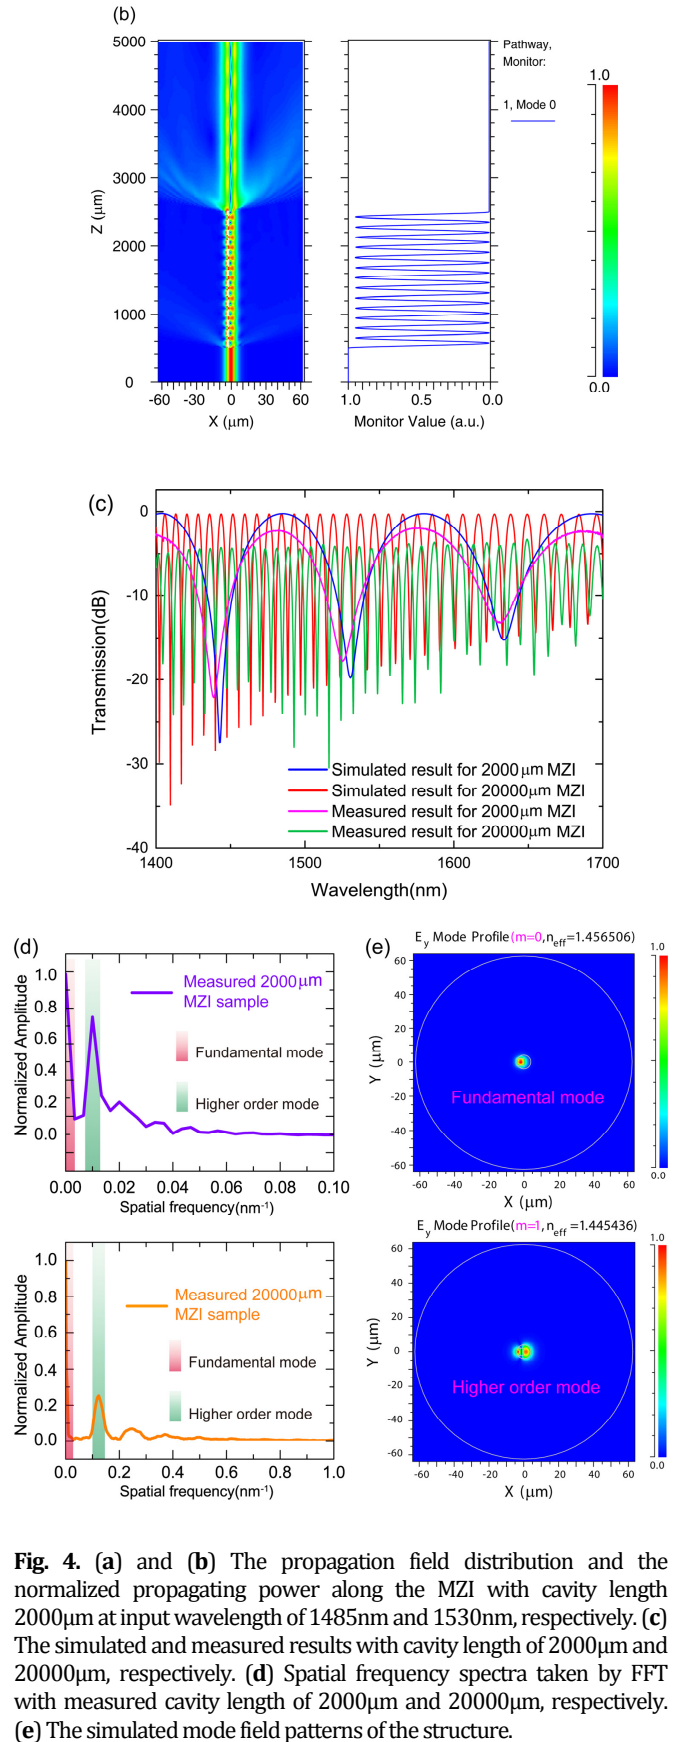 (b)
5000
4000
3000
2000
1000
0
Z (μm)
-60 -30 0 30 60
X (μm)
1.0 0.5 0.0
Monitor Value (a.u.)
Pathway,
Monitor:
1, Mode 0
1.0
0.0
(c)
0
-10
-20
-30
-40
Transmission(dB)
Simulated result for 2000μm MZI
Simulated result for 20000μm MZI
Measured result for 2000μm MZI
Measured result for 20000μm MZI
1400 1500 1600 1700
Wavelength(nm)
(d)
Normalized Amplitude
1.0
0.8
0.6
0.4
0.2
0.0
Measured 2000μm
MZI sample
Fundamental mode
Higher order mode
0.00 0.02 0.04 0.06 0.08 0.10
Spatial frequency(nm⁻¹)
Normalized Amplitude
1.0
0.8
0.6
0.4
0.2
0.0
Measured 20000μm
MZI sample
Fundamental mode
Higher order mode
0.0 0.2 0.4 0.6 0.8 1.0
Spatial frequency(nm⁻¹)
(e)
E_y Mode Profile(m=0,n_eff=1.456506)
60
40
20
0
-20
-40
-60
Y (μm)
Fundamental mode
-60 -40 -20 0 20 40 60
X (μm)
1.0
0.0
E_y Mode Profile(m=1,n_eff=1.445436)
60
40
20
0
-20
-40
-60
Y (μm)
Higher order mode
-60 -40 -20 0 20 40 60
X (μm)
1.0
0.0
Fig. 4. (a) and (b) The propagation field distribution and the
normalized propagating power along the MZI with cavity length
2000μm at input wavelength of 1485nm and 1530nm, respectively. (c)
The simulated and measured results with cavity length of 2000μm and
20000μm, respectively. (d) Spatial frequency spectra taken by FFT
with measured cavity length of 2000μm and 20000μm, respectively.
(e) The simulated mode field patterns of the structure.